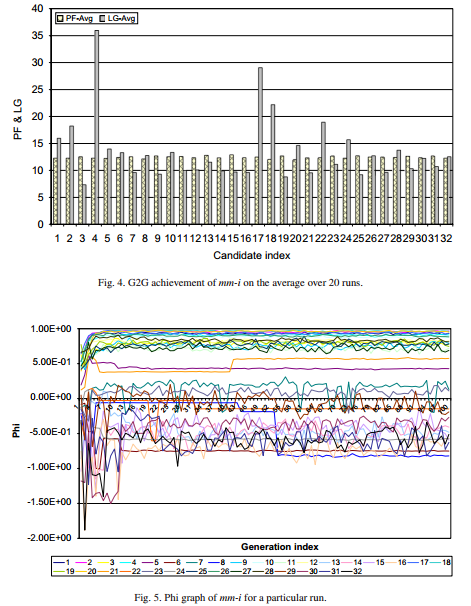 40
35
30
25
20
15
10
5
0
PF & LG
PF-Avg LG-Avg
1 2 3 4 5 6 7 8 9 10 11 12 13 14 15 16 17 18 19 20 21 22 23 24 25 26 27 28 29 30 31 32
Candidate index
Fig. 4. G2G achievement of mm-i on the average over 20 runs.
1.00E+00
5.00E-01
0.00E+00
-5.00E-01
-1.00E+00
-1.50E+00
-2.00E+00
Phi
Generation index
1 2 3 4 5 6 7 8 9 10 11 12 13 14 15 16 17 18
19 20 21 22 23 24 25 26 27 28 29 30 31 32
Fig. 5. Phi graph of mm-i for a particular run.